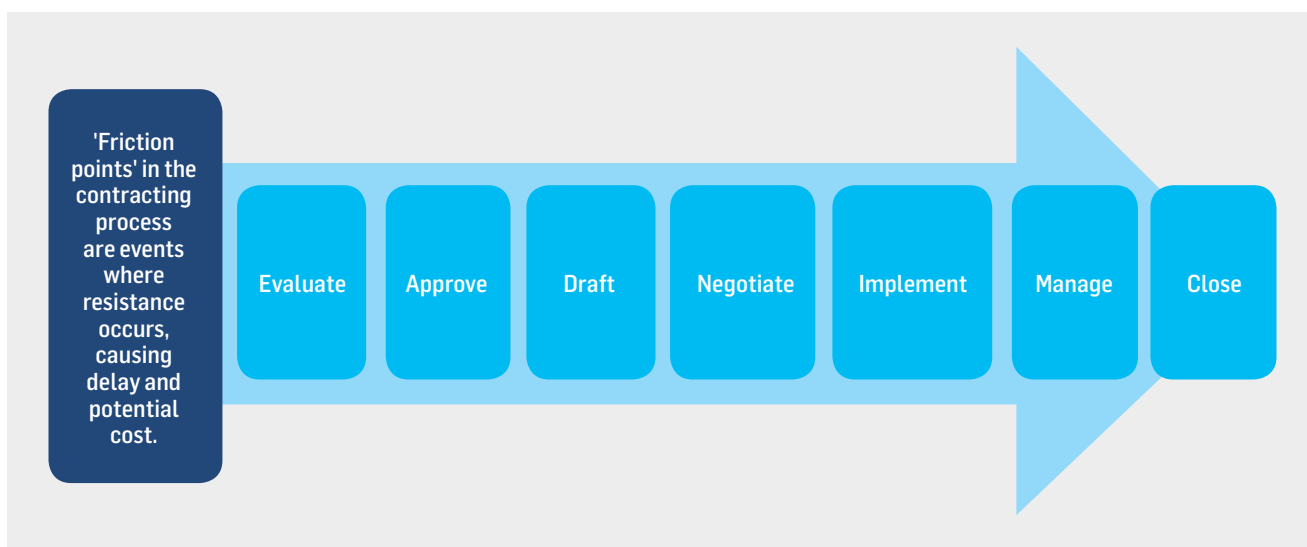 'Friction
points' in the
contracting
process
are events
where
resistance
occurs,
causing
delay and
potential
cost.
Evaluate
Approve
Draft
Negotiate
Implement
Manage
Close